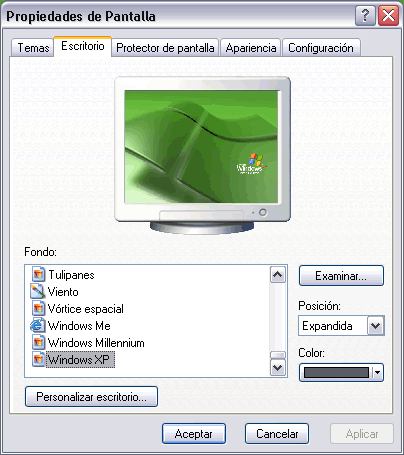 Propiedades de Pantalla
Temas Escritorio Protector de pantalla Apariencia Configuración
Windows
Fondo:
Tulipanes
Viento
Vórtice espacial
Windows Me
Windows Millennium
Windows XP
Examinar...
Posición:
Expandida
Color:
Personalizar escritorio...
Aceptar Cancelar Aplicar